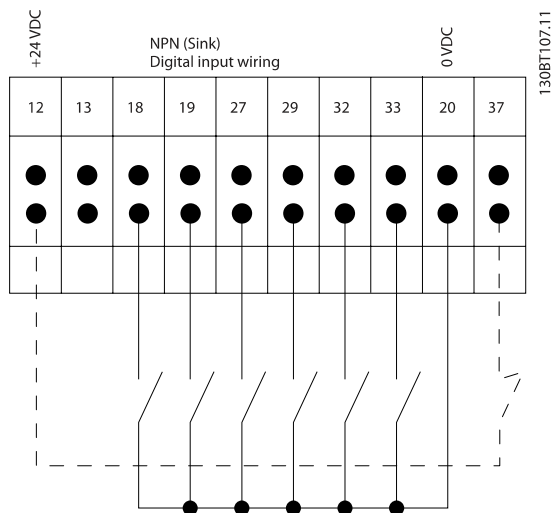 +24 VDC
NPN (Sink)
Digital input wiring
0 VDC
130BT107.11
12 13 18 19 27 29 32 33 20 37